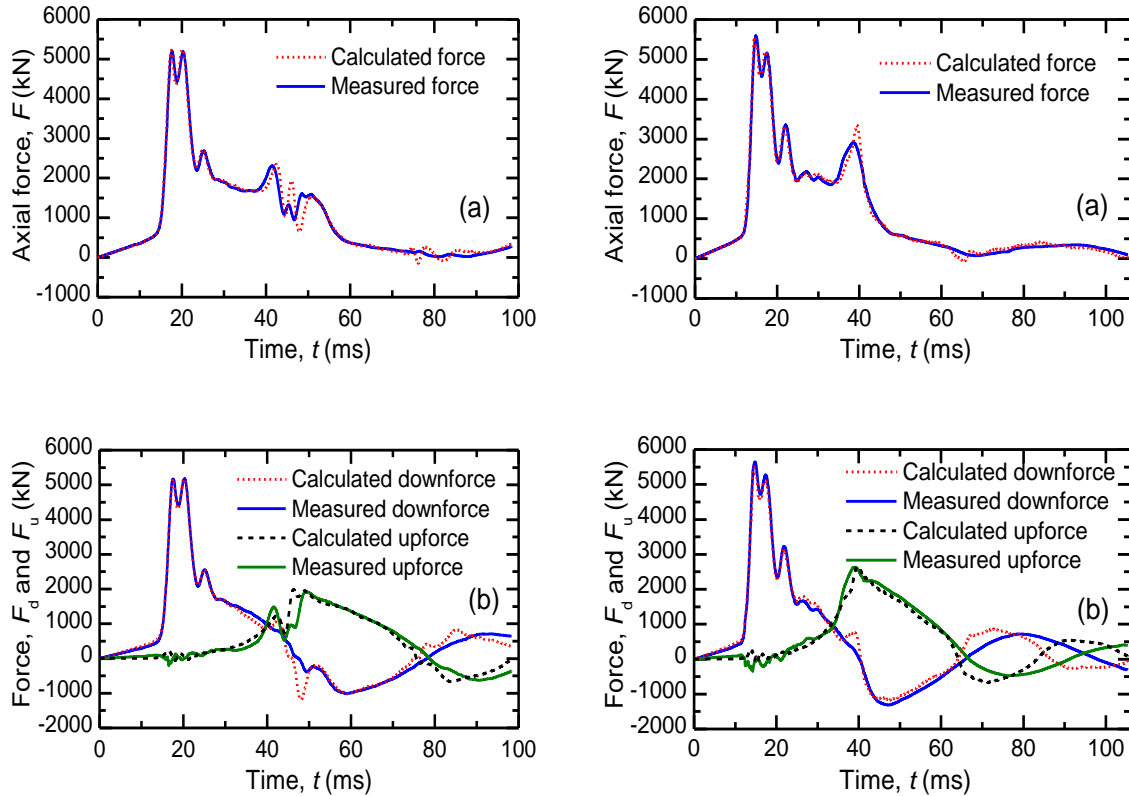 6000
5000
4000
3000
2000
1000
0
-1000
Axial force, F (kN)
Calculated force
Measured force
(a)
0 20 40 60 80 100
Time, t (ms)
6000
5000
4000
3000
2000
1000
0
-1000
Axial force, F (kN)
Calculated force
Measured force
(a)
0 20 40 60 80 100
Time, t (ms)
6000
5000
4000
3000
2000
1000
0
-1000
-2000
Force, Fd and Fu (kN)
Calculated downforce
Measured downforce
Calculated upforce
Measured upforce
(b)
0 20 40 60 80 100
Time, t (ms)
6000
5000
4000
3000
2000
1000
0
-1000
-2000
Force, Fd and Fu (kN)
Calculated downforce
Measured downforce
Calculated upforce
Measured upforce
(b)
0 20 40 60 80 100
Time, t (ms)